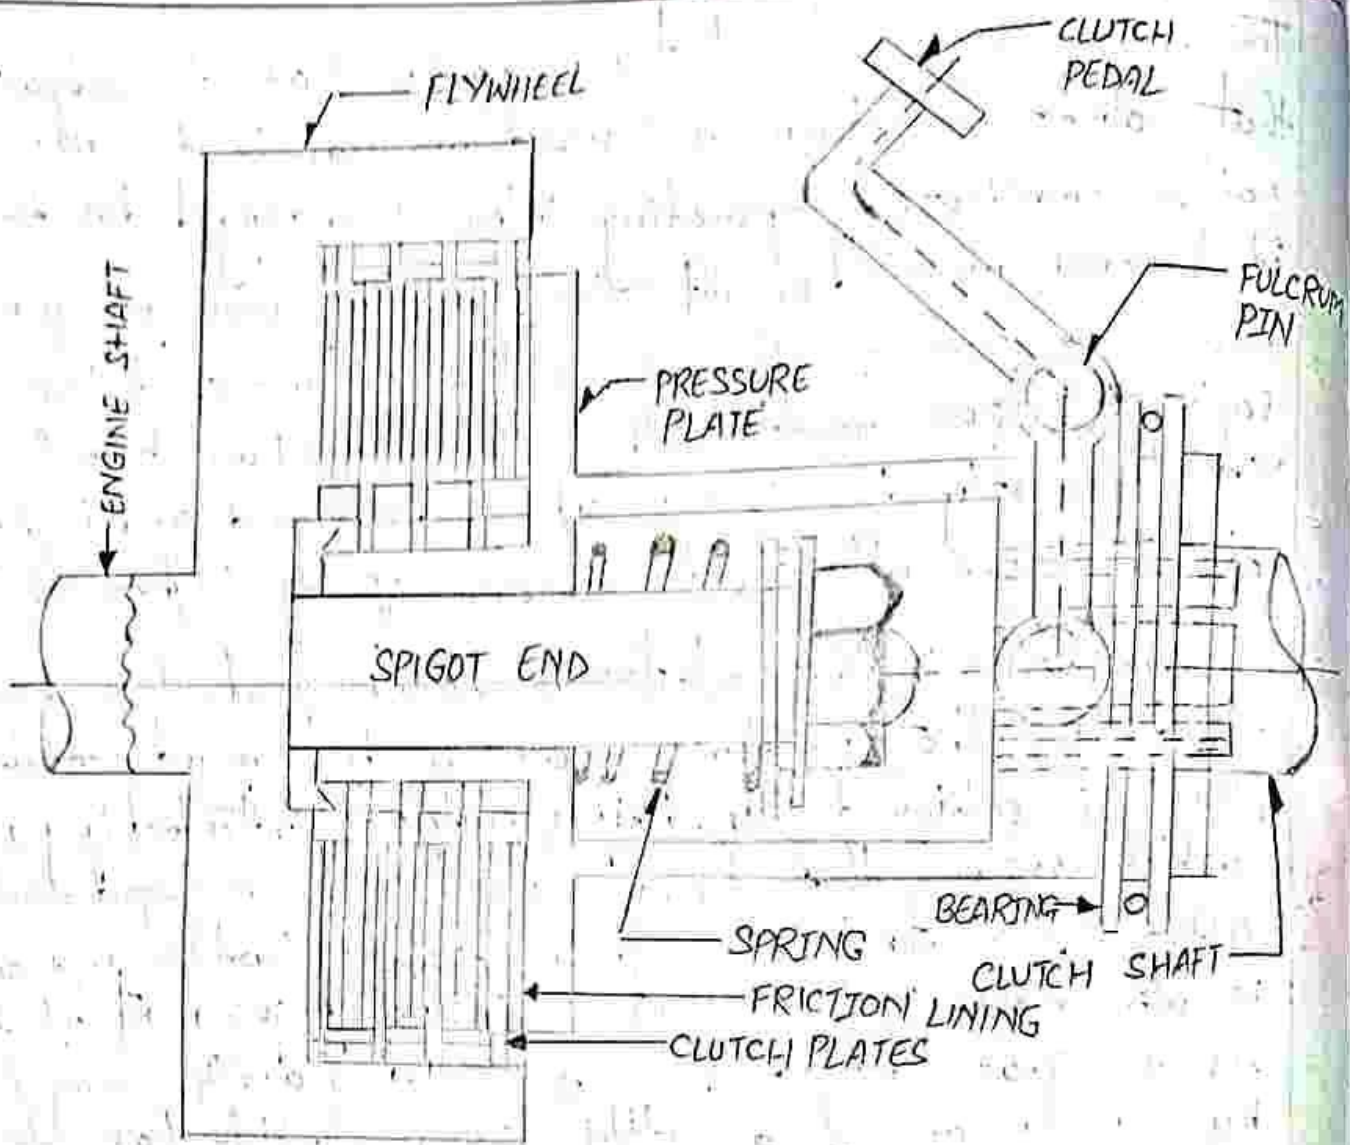 CLUTCH
PEDAL
FLYWHEEL
FULCRUM
PIN
ENGINE SHAFT
PRESSURE
PLATE
SPIGOT END
BEARING
SPRING
CLUTCH SHAFT
FRICTION LINING
CLUTCH PLATES